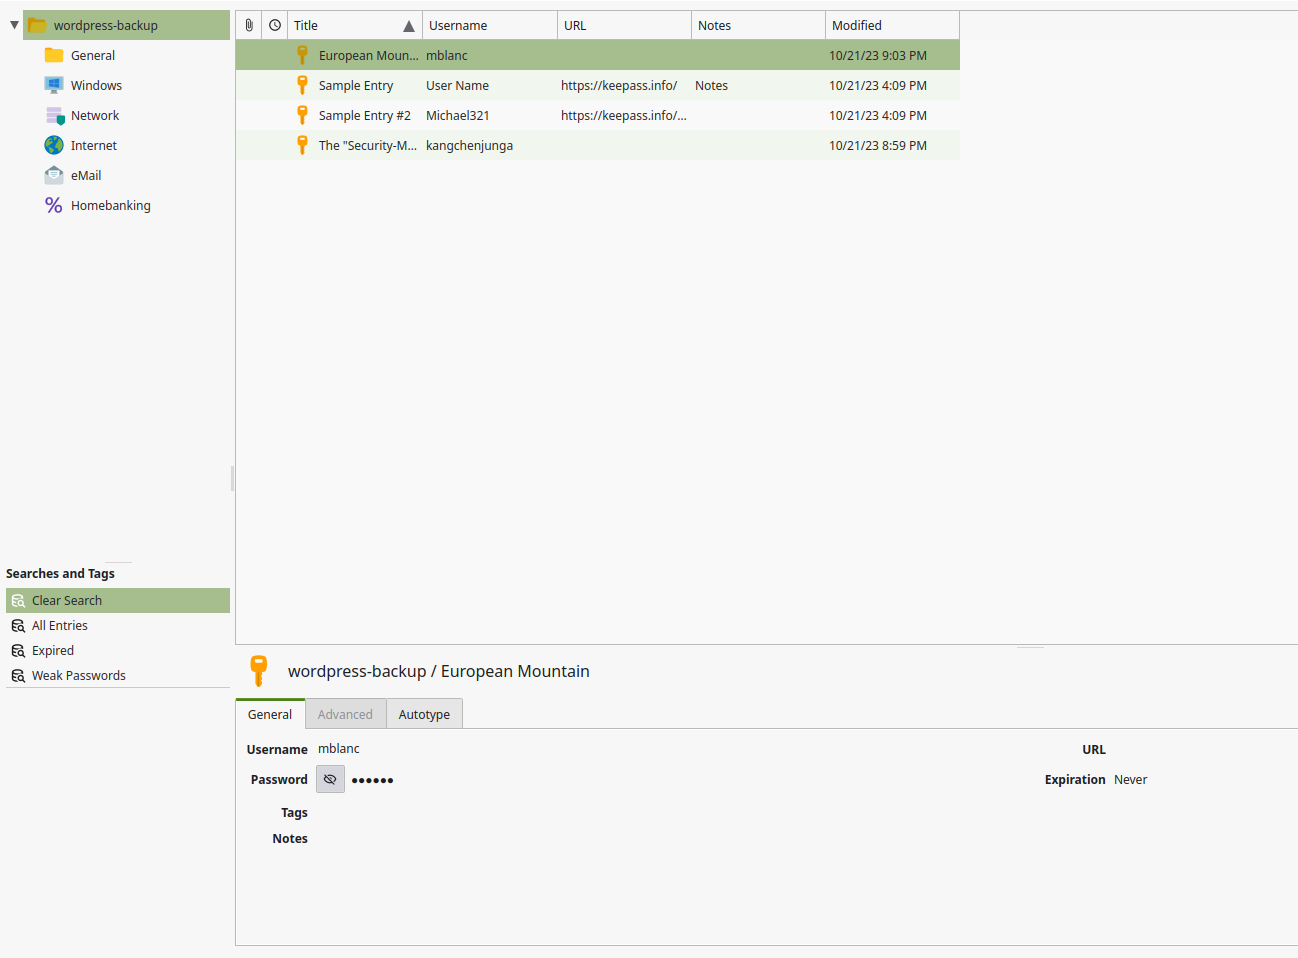 wordpress-backup
General
Windows
Network
Internet
eMail
Homebanking
Title Username URL Notes Modified
European Moun... mblanc 10/21/23 9:03 PM
Sample Entry User Name https://keepass.info/ Notes 10/21/23 4:09 PM
Sample Entry #2 Michael321 https://keepass.info/... 10/21/23 4:09 PM
The "Security-M... kangchenjunga 10/21/23 8:59 PM
Searches and Tags
Clear Search
All Entries
Expired
Weak Passwords
wordpress-backup / European Mountain
General Advanced Autotype
Username mblanc URL
Password ●●●●●● Expiration Never
Tags
Notes